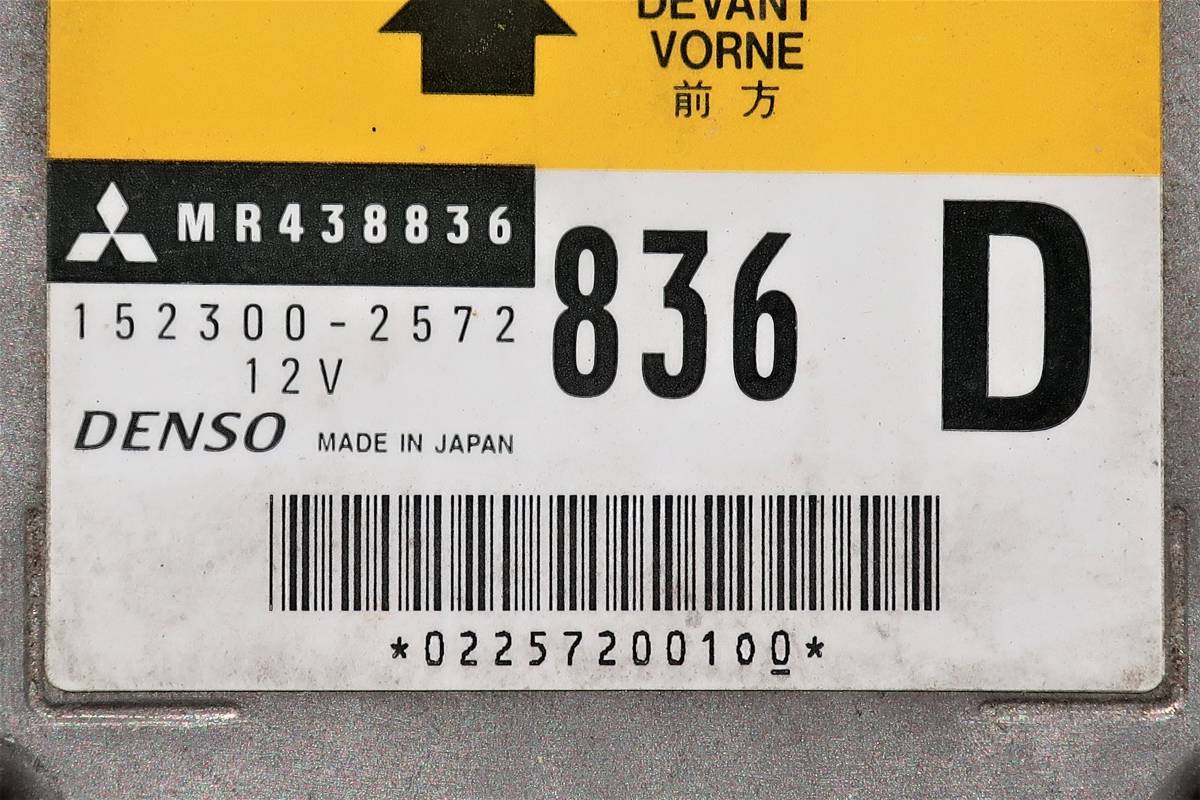 DEVANT
VORNE
前方
MR438836
836 D
152300-2572
12V
DENSO MADE IN JAPAN
*02257200100*